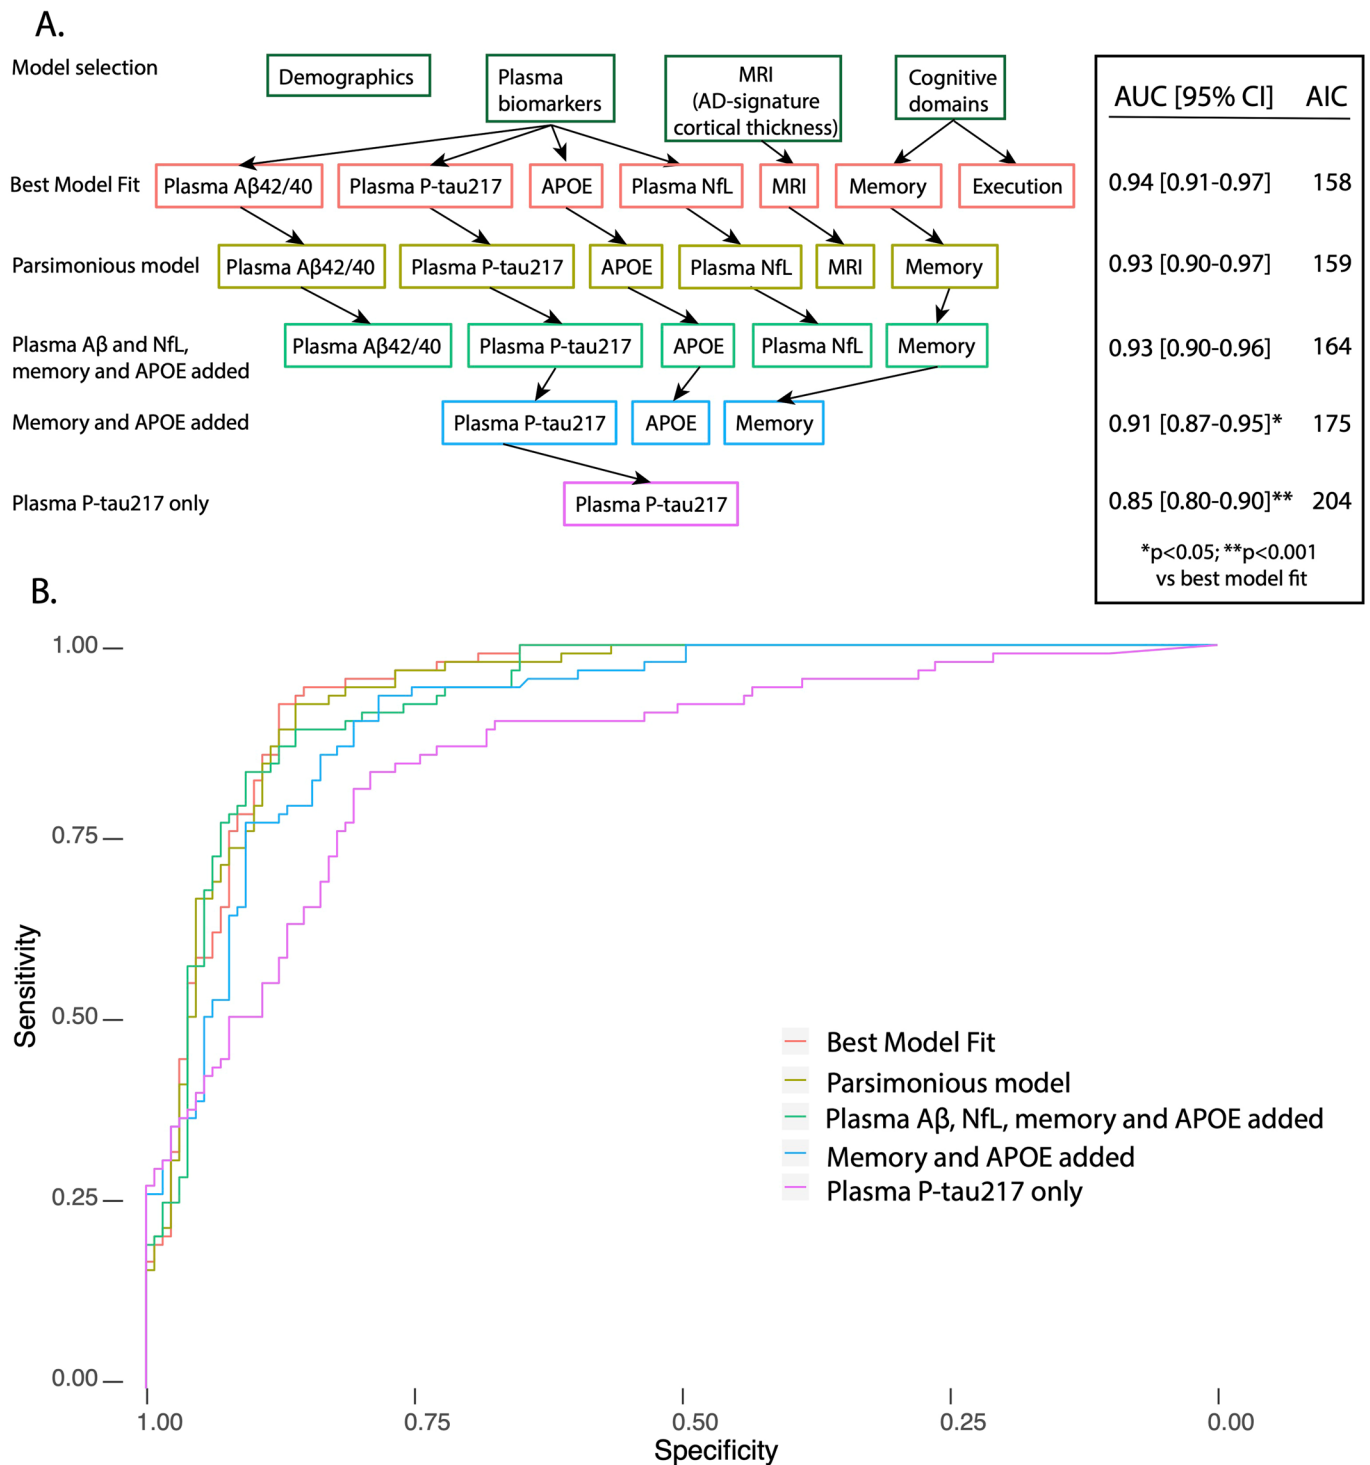 A.
Model selection
Demographics
Plasma
biomarkers
MRI
(AD-signature
cortical thickness)
Cognitive
domains
AUC [95% CI] AIC
Best Model Fit
Plasma Aβ42/40
Plasma P-tau217
APOE
Plasma NfL
MRI
Memory
Execution
0.94 [0.91-0.97] 158
Parsimonious model
Plasma Aβ42/40
Plasma P-tau217
APOE
Plasma NfL
MRI
Memory
0.93 [0.90-0.97] 159
Plasma Aβ and NfL,
memory and APOE added
Plasma Aβ42/40
Plasma P-tau217
APOE
Plasma NfL
Memory
0.93 [0.90-0.96] 164
Memory and APOE added
Plasma P-tau217
APOE
Memory
0.91 [0.87-0.95]* 175
Plasma P-tau217 only
Plasma P-tau217
0.85 [0.80-0.90]** 204
*p<0.05; **p<0.001
vs best model fit
B.
1.00
0.75
0.50
0.25
0.00
Sensitivity
Best Model Fit
Parsimonious model
Plasma Aβ, NfL, memory and APOE added
Memory and APOE added
Plasma P-tau217 only
1.00 0.75 0.50 0.25 0.00
Specificity